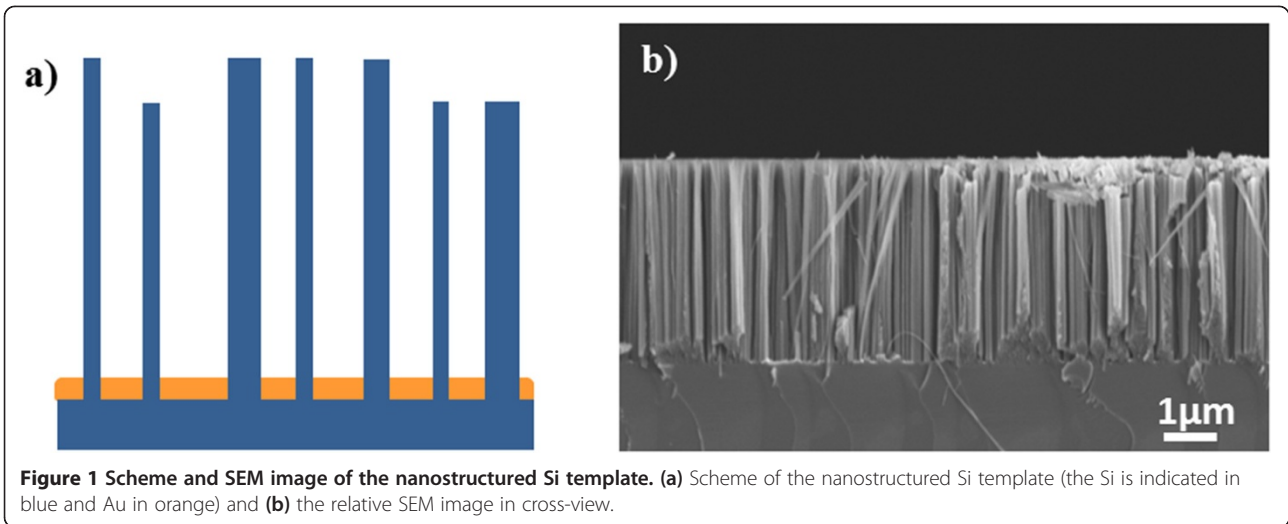 a)
b)
1μm
Figure 1 Scheme and SEM image of the nanostructured Si template. (a) Scheme of the nanostructured Si template (the Si is indicated in
blue and Au in orange) and (b) the relative SEM image in cross-view.